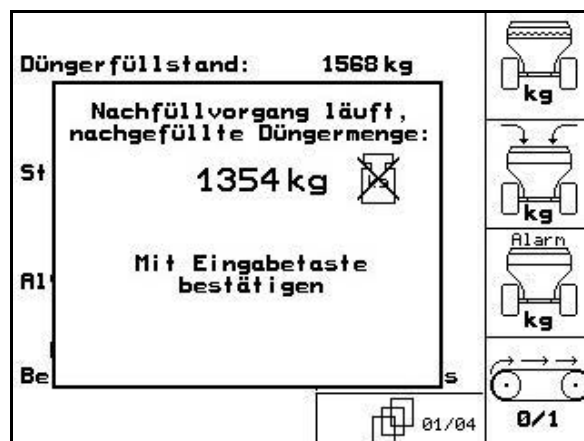 Düngerfüllstand: 1568 kg
kg
Nachfüllvorgang läuft,
nachgefüllte Düngermenge:
St
1354 kg
kg
Alarm
Mit Eingabetaste
bestätigen
Al
kg
Be
s
01/04
0/1